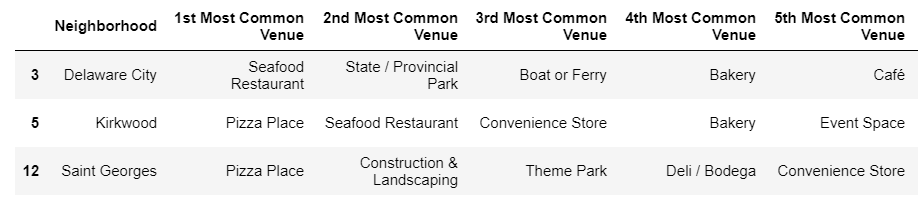 Neighborhood 1st Most Common Venue 2nd Most Common Venue 3rd Most Common Venue 4th Most Common Venue 5th Most Common Venue
3 Delaware City Seafood Restaurant State / Provincial Park Boat or Ferry Bakery Café
5 Kirkwood Pizza Place Seafood Restaurant Convenience Store Bakery Event Space
12 Saint Georges Pizza Place Construction & Landscaping Theme Park Deli / Bodega Convenience Store